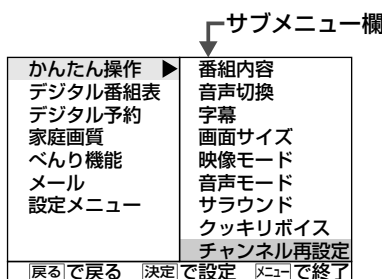 サブメニュー欄
かんたん操作 ▶
デジタル番組表
デジタル予約
家庭画質
べんり機能
メール
設定メニュー
番組内容
音声切換
字幕
画面サイズ
映像モード
音声モード
サラウンド
クッキリボイス
チャンネル再設定
戻る で戻る 決定 で設定 メニュー で終了